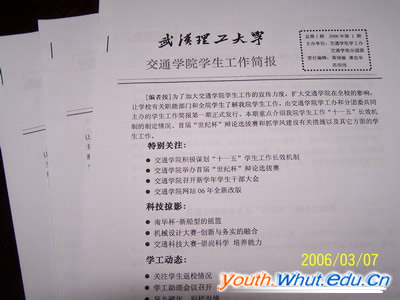 武汉理工大学
交通学院学生工作简报
总第1期 2006年第1期
主办单位：交通学院学工办
交通学院分团委
[编者按]为了加大交通学院学生工作的宣传力度，扩大交通学院在全校的影响，
让学校有关职能部门和全院学生了解我院学生工作，由交通学院学工办和分团委共同
主办的学生工作简报第一期正式发行。本期重点介绍我院学生工作“十一五”长效机
制的制定情况、首届“世纪杯”辩论选拔赛和抓学风建设有关措施以及其它方面的学
生工作。
特别关注：
交通学院积极谋划“十一五”学生工作长效机制
交通学院举办首届“世纪杯”辩论选拔赛
交通学院召开新学年学生干部大会
交通学院网站06年全新改版
科技掠影：
南华杯-新船型的摇篮
机械设计大赛-创新与务实的融合
交通科技大赛-崇尚科学 培养能力
学工动态：
关注学生返校情况
学工助理会议召开
2006/03/07
Youth.Whut.edu.Cn